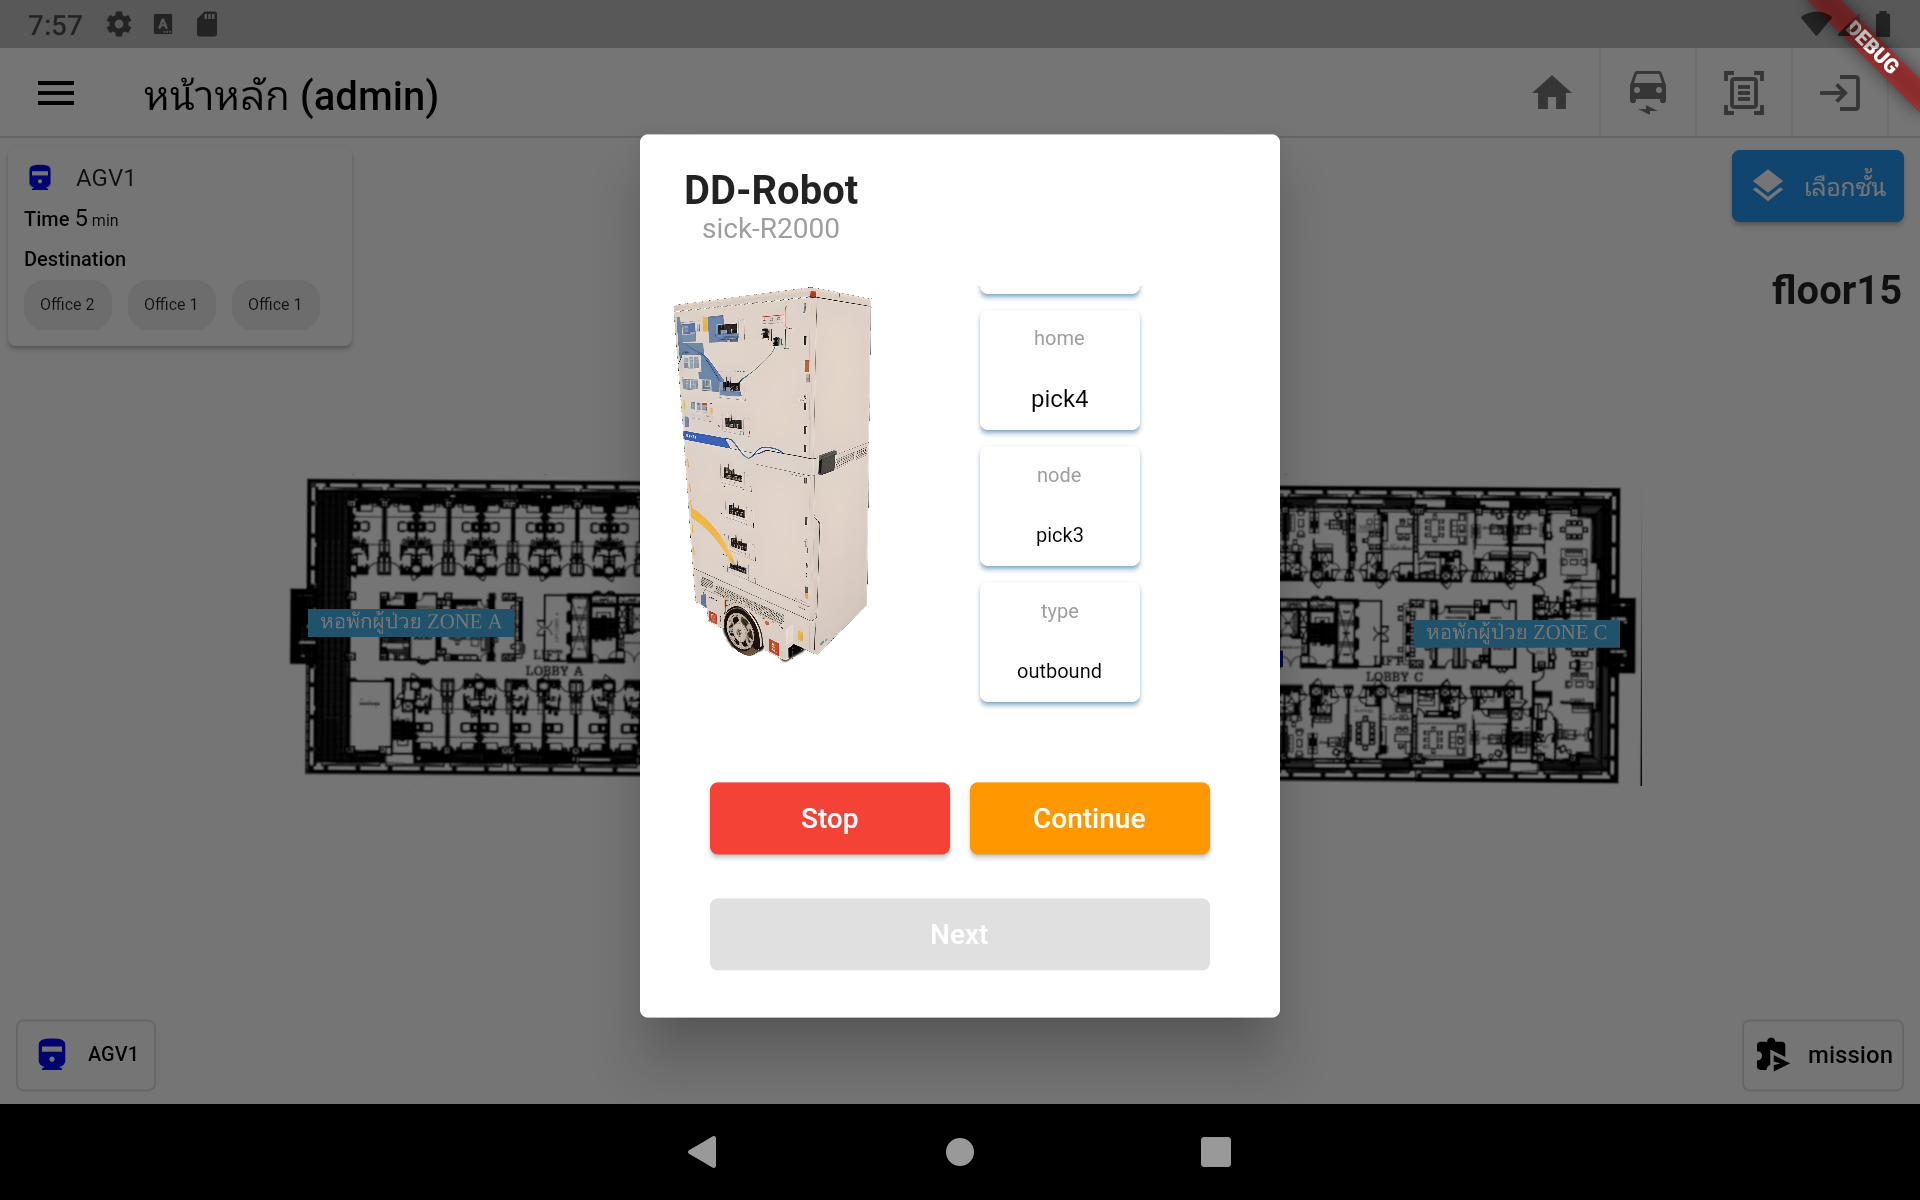 7:57
DEBUG
หน้าหลัก (admin)
AGV1
Time 5 min
Destination
Office 2
Office 1
Office 1
เลือกชั้น
floor15
DD-Robot
sick-R2000
home
pick4
node
pick3
type
outbound
หอพักผู้ป่วย ZONE A
LIFT
LOBBY A
หอพักผู้ป่วย ZONE C
LIFT
LOBBY C
Stop
Continue
Next
AGV1
mission